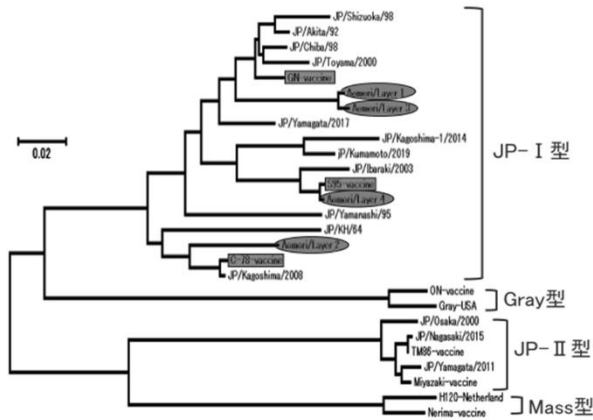 JP/Shizuoka/98
JP/Akita/92
JP/Chiba/98
JP/Toyama/2000
GN-vaccine
Aomori/Layer 1
Aomori/Layer 3
JP/Yamagata/2017
JP/Kagoshima-1/2014
jP/Kumamoto/2019
JP/Ibaraki/2003
S95-vaccine
Aomori/Layer 4
JP/Yamanashi/95
JP/KH/64
Aomori/Layer 2
C-78-vaccine
JP/Kagoshima/2008
JP-Ⅰ型
0.02
ON-vaccine
Gray-USA
Gray型
JP/Osaka/2000
JP/Nagasaki/2015
TM86-vaccine
JP/Yamagata/2011
Miyazaki-vaccine
JP-Ⅱ型
H120-Netherland
Nerima-vaccine
Mass型